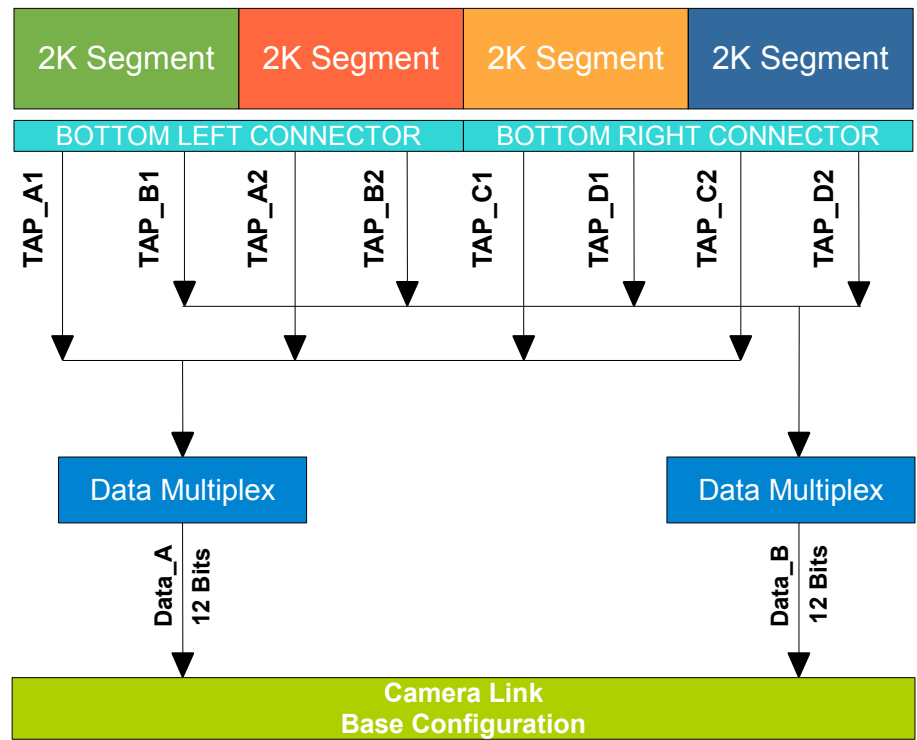 2K Segment
2K Segment
2K Segment
2K Segment
BOTTOM LEFT CONNECTOR
BOTTOM RIGHT CONNECTOR
TAP_A1
TAP_B1
TAP_A2
TAP_B2
TAP_C1
TAP_D1
TAP_C2
TAP_D2
Data Multiplex
Data Multiplex
Data_A
12 Bits
Data_B
12 Bits
Camera Link
Base Configuration